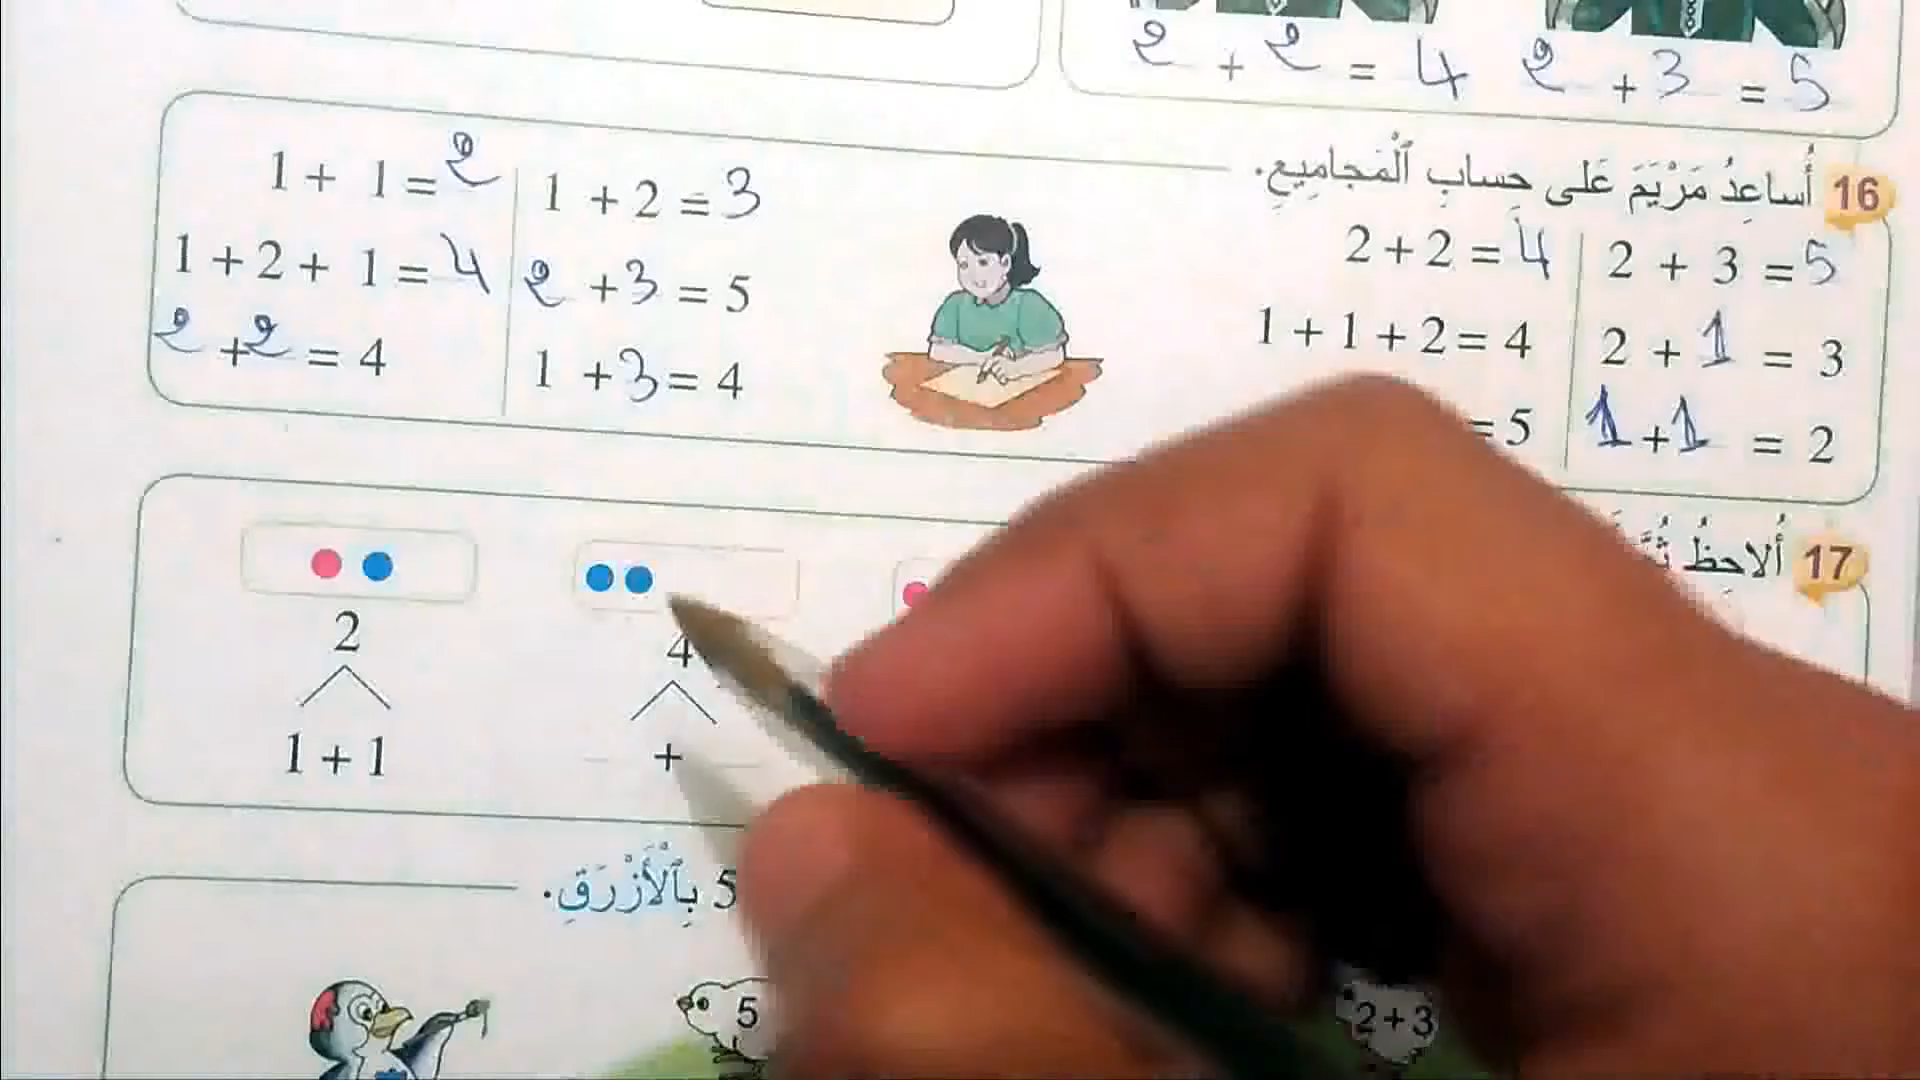 2 + 2 = 4
2 + 3 = 5
16 أُساعِدُ مَرْيَمَ عَلى حِسابِ ٱلْمَجاميعِ.
1 + 1 = 2
1 + 2 = 3
2 + 2 = 4
2 + 3 = 5
1 + 2 + 1 = 4
2 + 3 = 5
1 + 1 + 2 = 4
2 + 1 = 3
2 + 2 = 4
1 + 3 = 4
= 5
1 + 1 = 2
17 أُلاحِظُ
2
4
1 + 1
+
5 بِٱلْأَزْرَقِ.
5
2+3